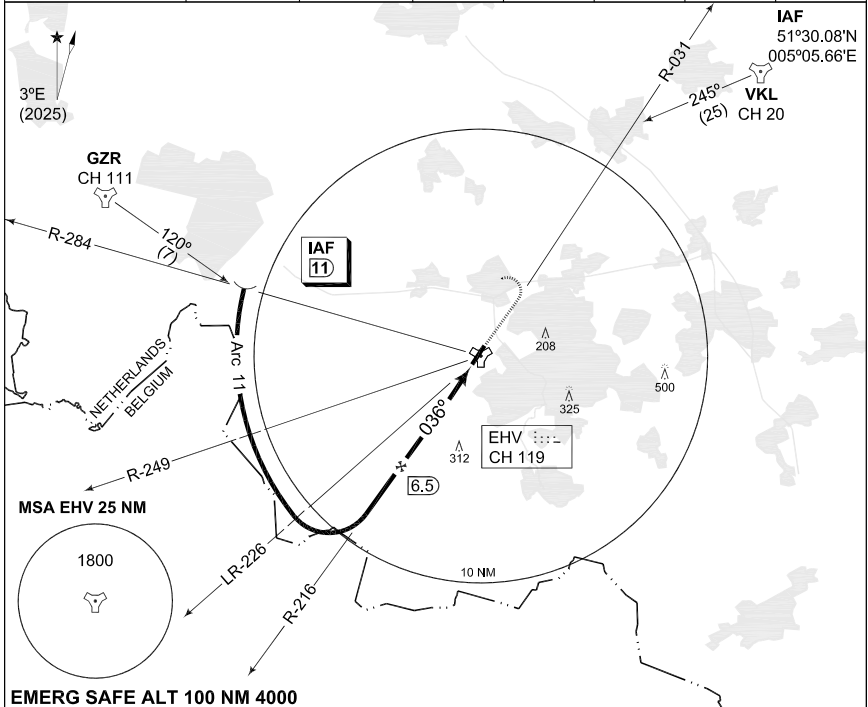 IAF
51º30.08'N
005º05.66'E
R-031
3ºE
(2025)
245º
(25)
VKL
CH 20
GZR
CH 111
R-284
120º
(7)
IAF
11
Arc 11
NETHERLANDS
BELGIUM
208
500
325
036º
312
EHV
CH 119
R-249
6.5
MSA EHV 25 NM
1800
LR-226
R-216
10 NM
EMERG SAFE ALT 100 NM 4000